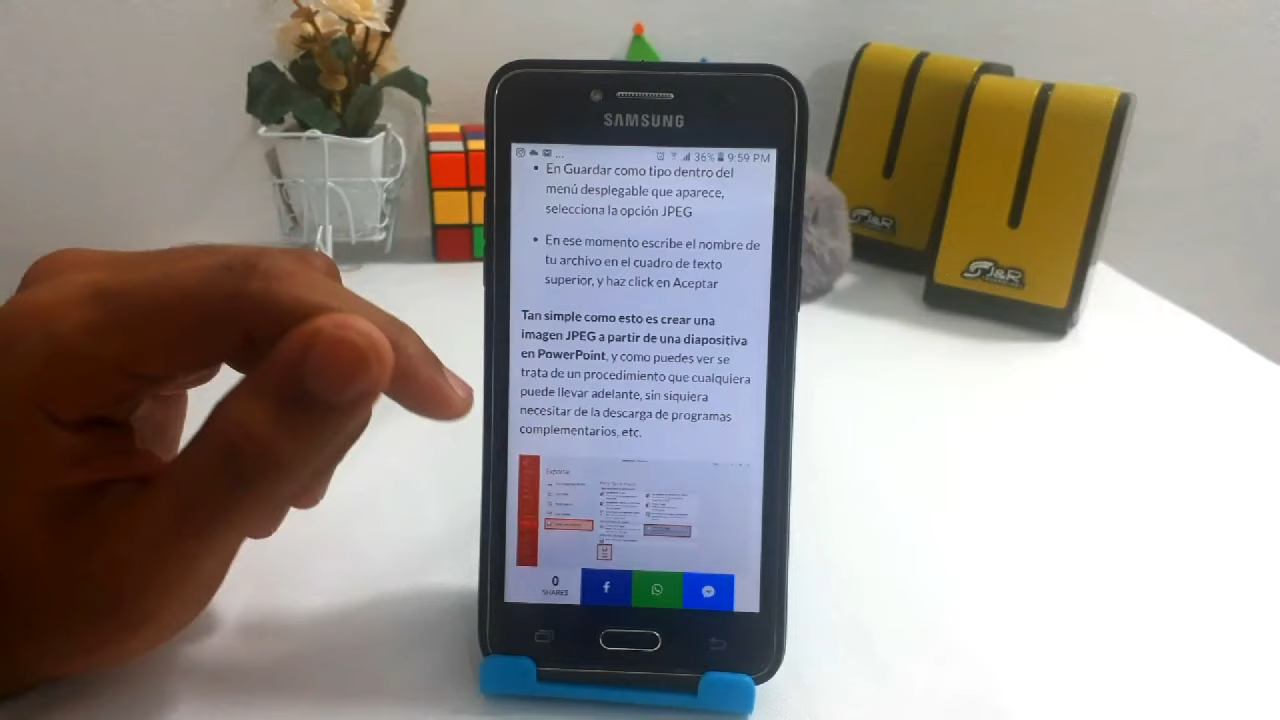 SAMSUNG
... 36% 9:59 PM
• En Guardar como tipo dentro del
menú desplegable que aparece,
selecciona la opción JPEG
• En ese momento escribe el nombre de
tu archivo en el cuadro de texto
superior, y haz click en Aceptar
Tan simple como esto es crear una
imagen JPEG a partir de una diapositiva
en PowerPoint, y como puedes ver se
trata de un procedimiento que cualquiera
puede llevar adelante, sin siquiera
necesitar de la descarga de programas
complementarios, etc.
Exportar
0
SHARES
J&R
J&R